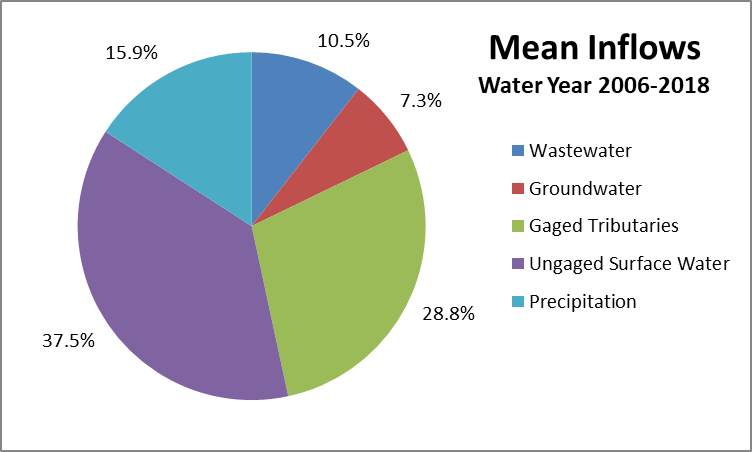 Mean Inflows
Water Year 2006-2018
10.5%
15.9%
7.3%
28.8%
37.5%
Wastewater
Groundwater
Gaged Tributaries
Ungaged Surface Water
Precipitation